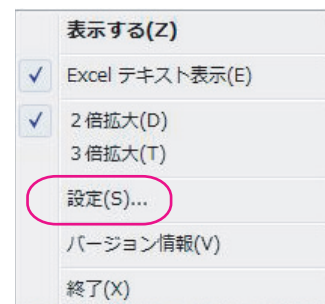 表示する(Z)
Excel テキスト表示(E)
2倍拡大(D)
3倍拡大(T)
設定(S)...
バージョン情報(V)
終了(X)